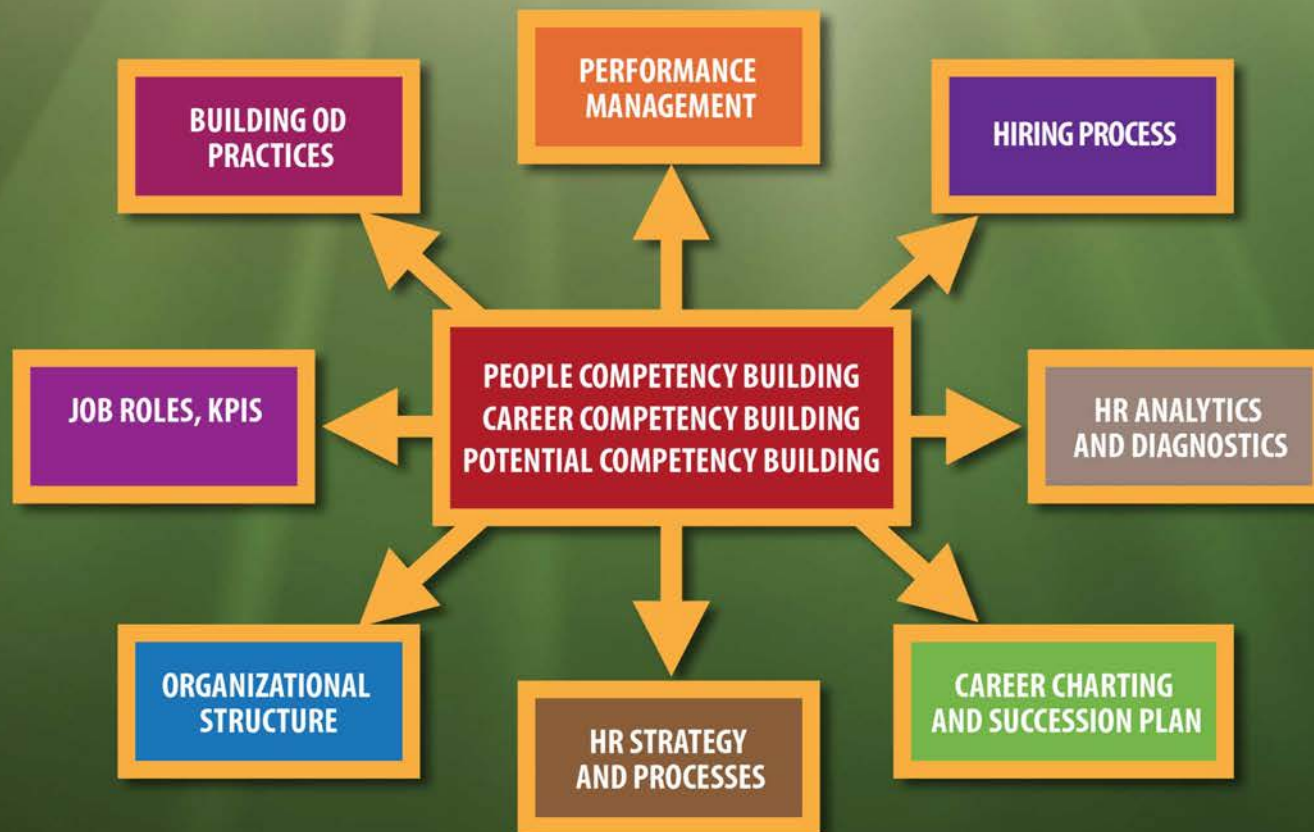 PERFORMANCE
MANAGEMENT
BUILDING OD
PRACTICES
HIRING PROCESS
PEOPLE COMPETENCY BUILDING
CAREER COMPETENCY BUILDING
POTENTIAL COMPETENCY BUILDING
JOB ROLES, KPIS
HR ANALYTICS
AND DIAGNOSTICS
ORGANIZATIONAL
STRUCTURE
HR STRATEGY
AND PROCESSES
CAREER CHARTING
AND SUCCESSION PLAN